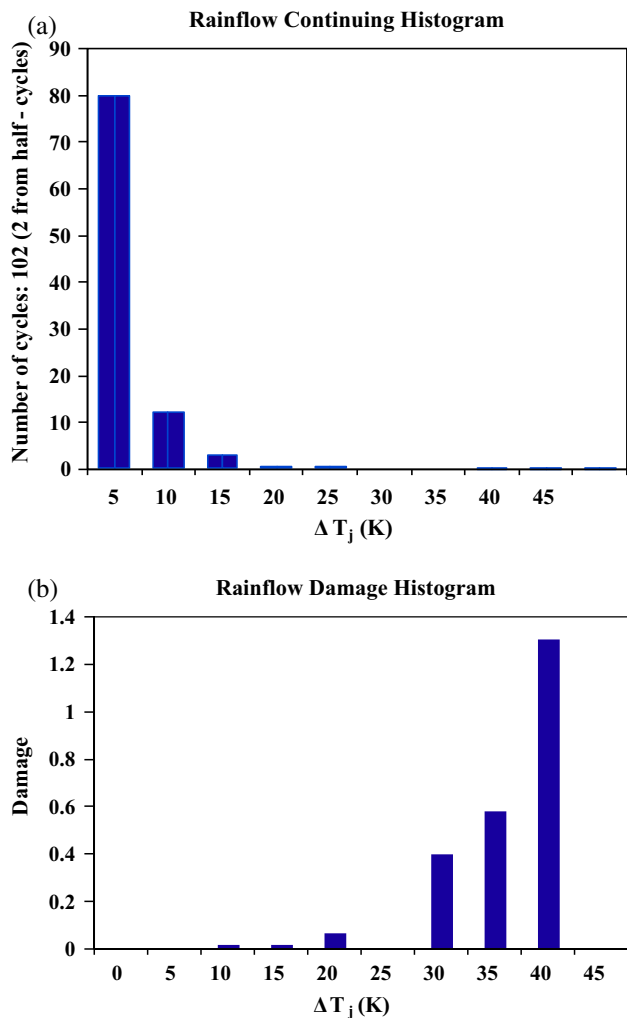 (a)
Rainflow Continuing Histogram
Number of cycles: 102 (2 from half - cycles)
90
80
70
60
50
40
30
20
10
0
5 10 15 20 25 30 35 40 45
Δ Tj (K)
(b)
Rainflow Damage Histogram
Damage
1.4
1.2
1
0.8
0.6
0.4
0.2
0
0 5 10 15 20 25 30 35 40 45
Δ Tj (K)